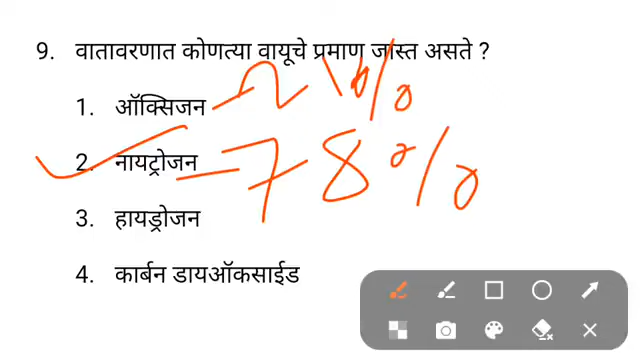 9. वातावरणात कोणत्या वायूचे प्रमाण जास्त असते ?
1. ऑक्सिजन - 21%
2. नायट्रोजन - 78%
3. हायड्रोजन
4. कार्बन डायऑकसाईड